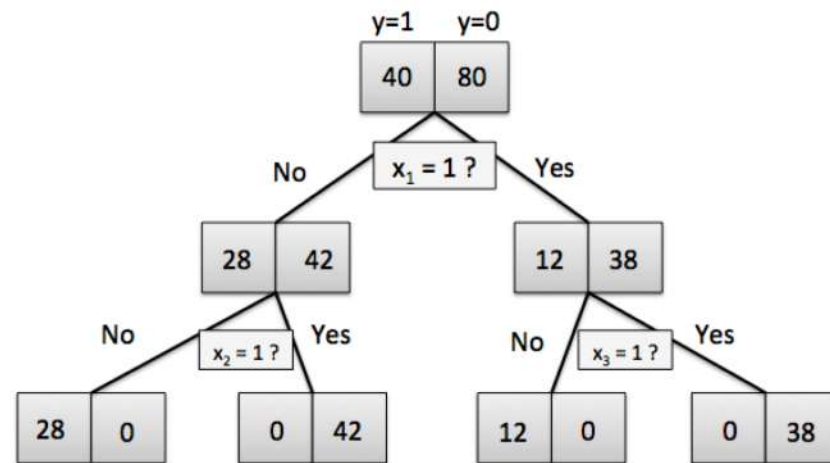 y=1 y=0
40 80
No x₁ = 1 ? Yes
28 42 12 38
No x₂ = 1 ? Yes No x₃ = 1 ? Yes
28 0 0 42 12 0 0 38